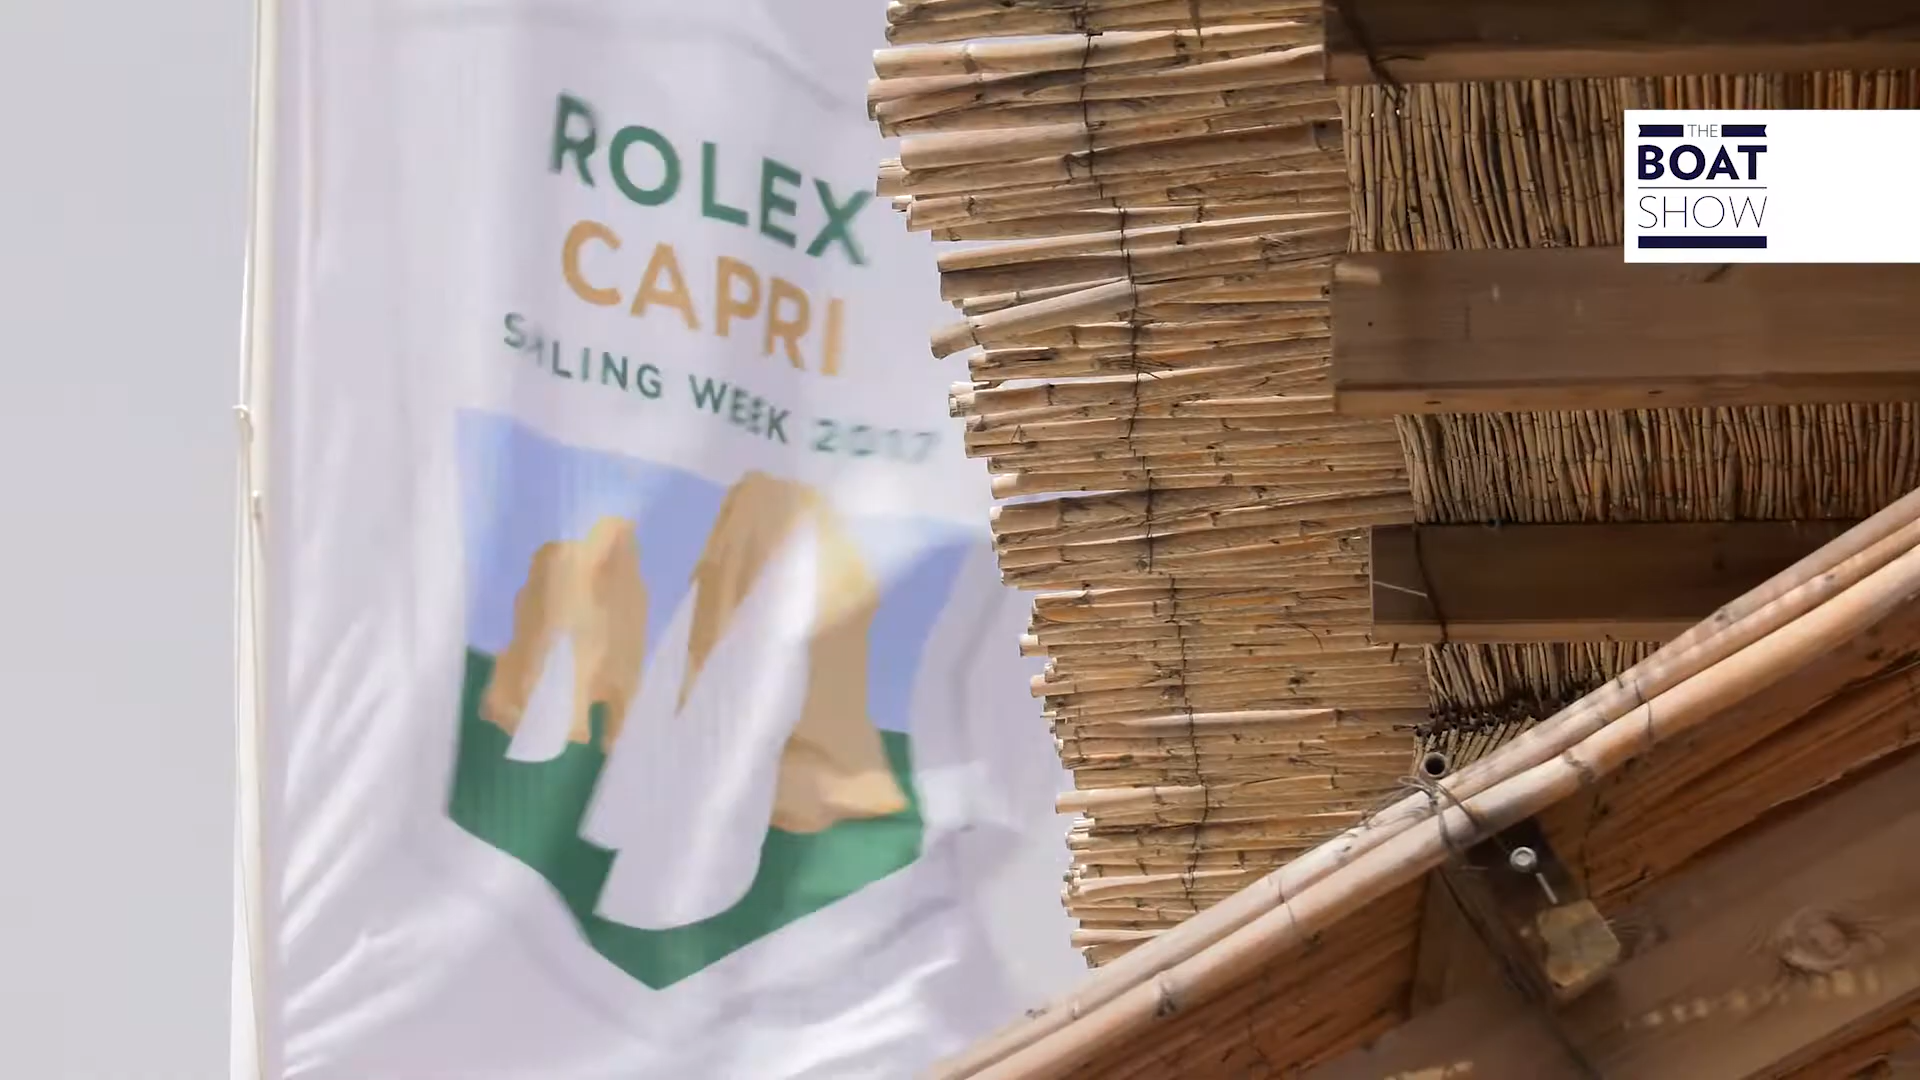 ROLEX
CAPRI
SAILING WEEK 2017
THE
BOAT
SHOW